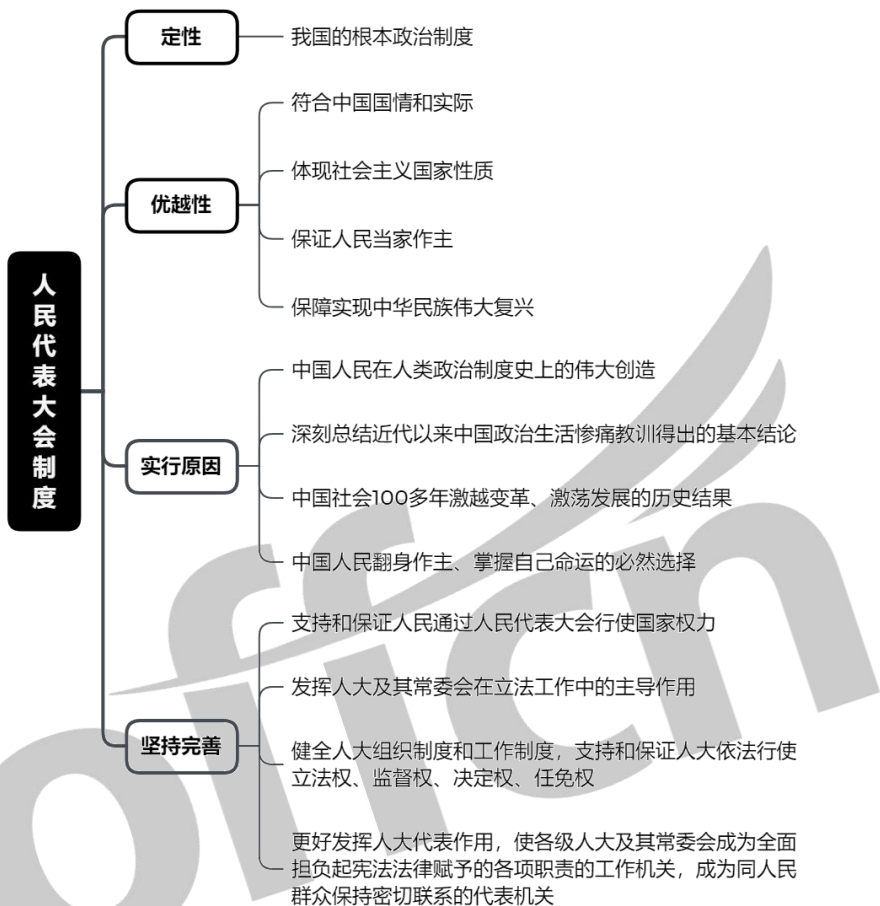 人民代表大会制度
定性
我国的根本政治制度
优越性
符合中国国情和实际
体现社会主义国家性质
保证人民当家作主
保障实现中华民族伟大复兴
实行原因
中国人民在人类政治制度史上的伟大创造
深刻总结近代以来中国政治生活惨痛教训得出的基本结论
中国社会100多年激越变革、激荡发展的历史结果
中国人民翻身作主、掌握自己命运的必然选择
坚持完善
支持和保证人民通过人民代表大会行使国家权力
发挥人大及其常委会在立法工作中的主导作用
健全人大组织制度和工作制度，支持和保证人大依法行使
立法权、监督权、决定权、任免权
更好发挥人大代表作用，使各级人大及其常委会成为全面
担负起宪法法律赋予的各项职责的工作机关，成为同人民
群众保持密切联系的代表机关
offcn